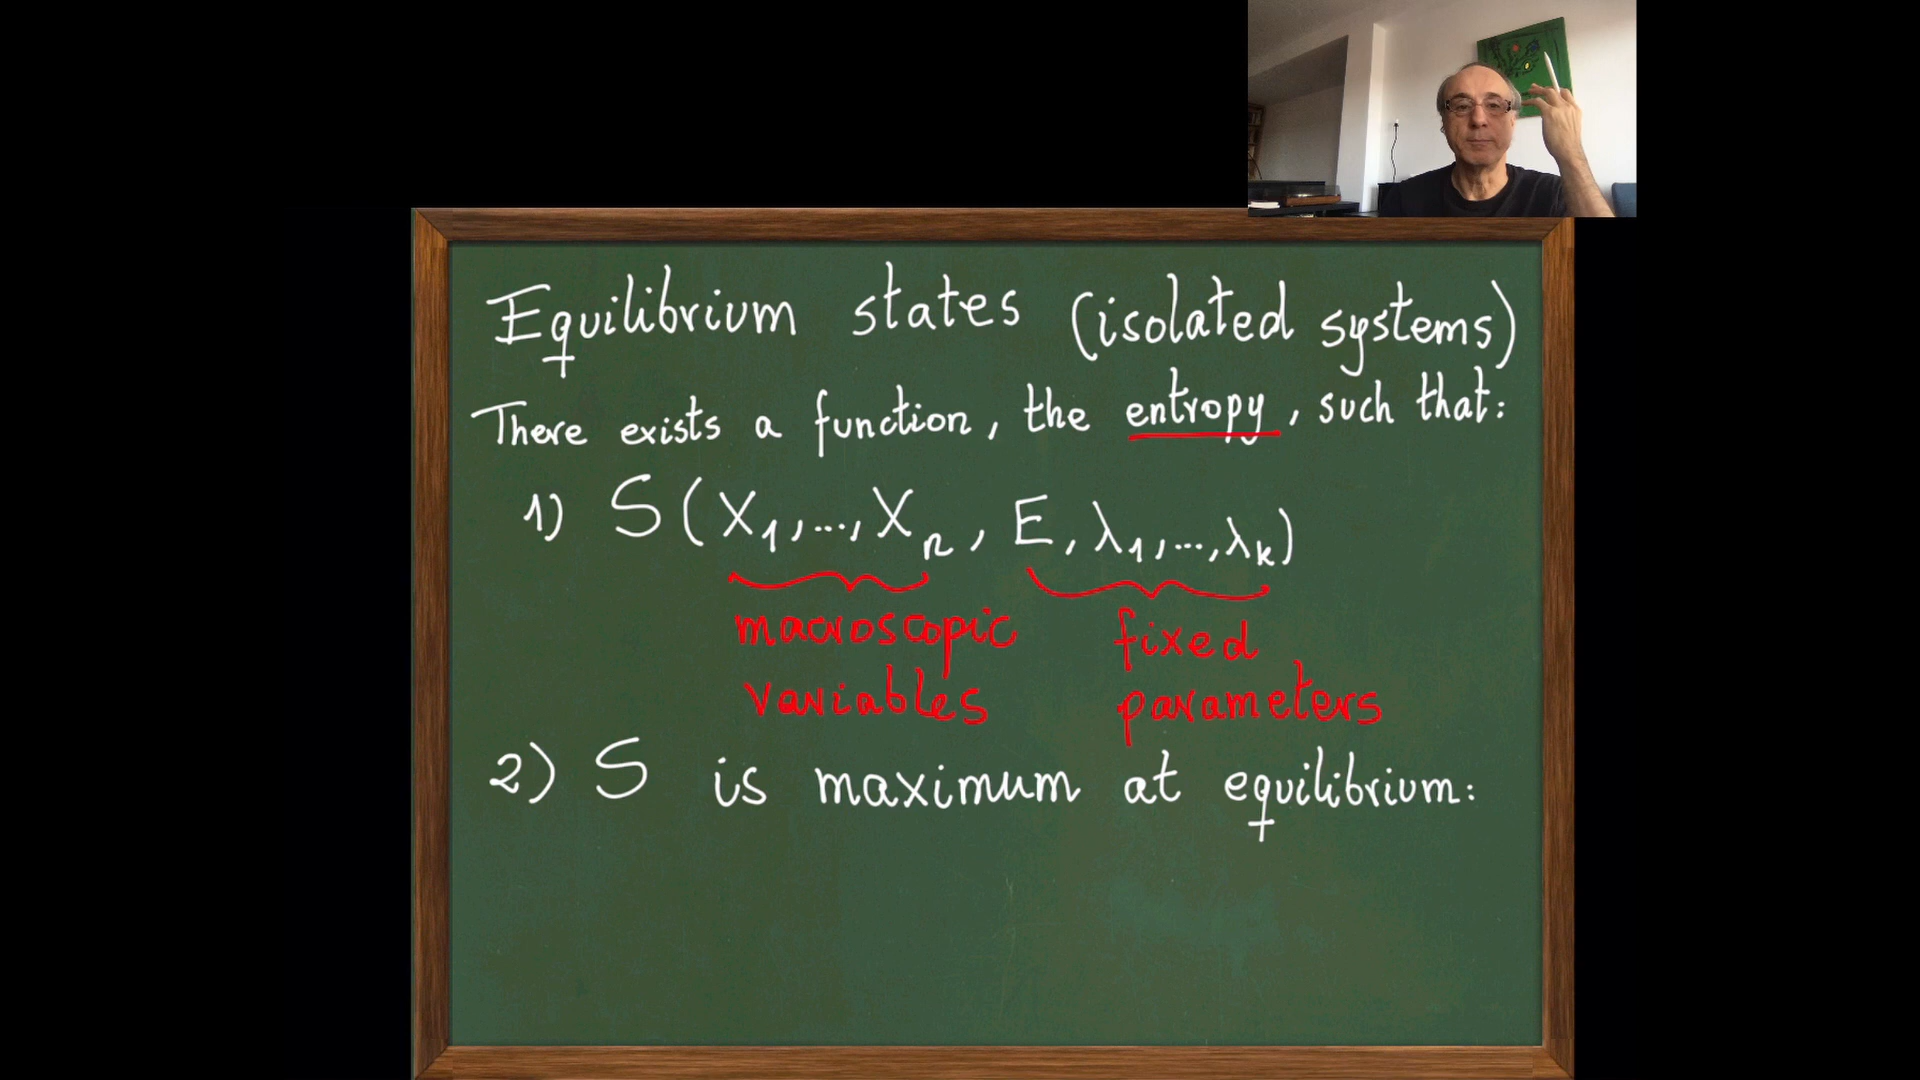 Equilibrium states (isolated systems)
There exists a function, the entropy, such that:
1) S(X₁,...,Xₙ, E, λ₁,...,λₖ)
macroscopic fixed
variables parameters
2) S is maximum at equilibrium: